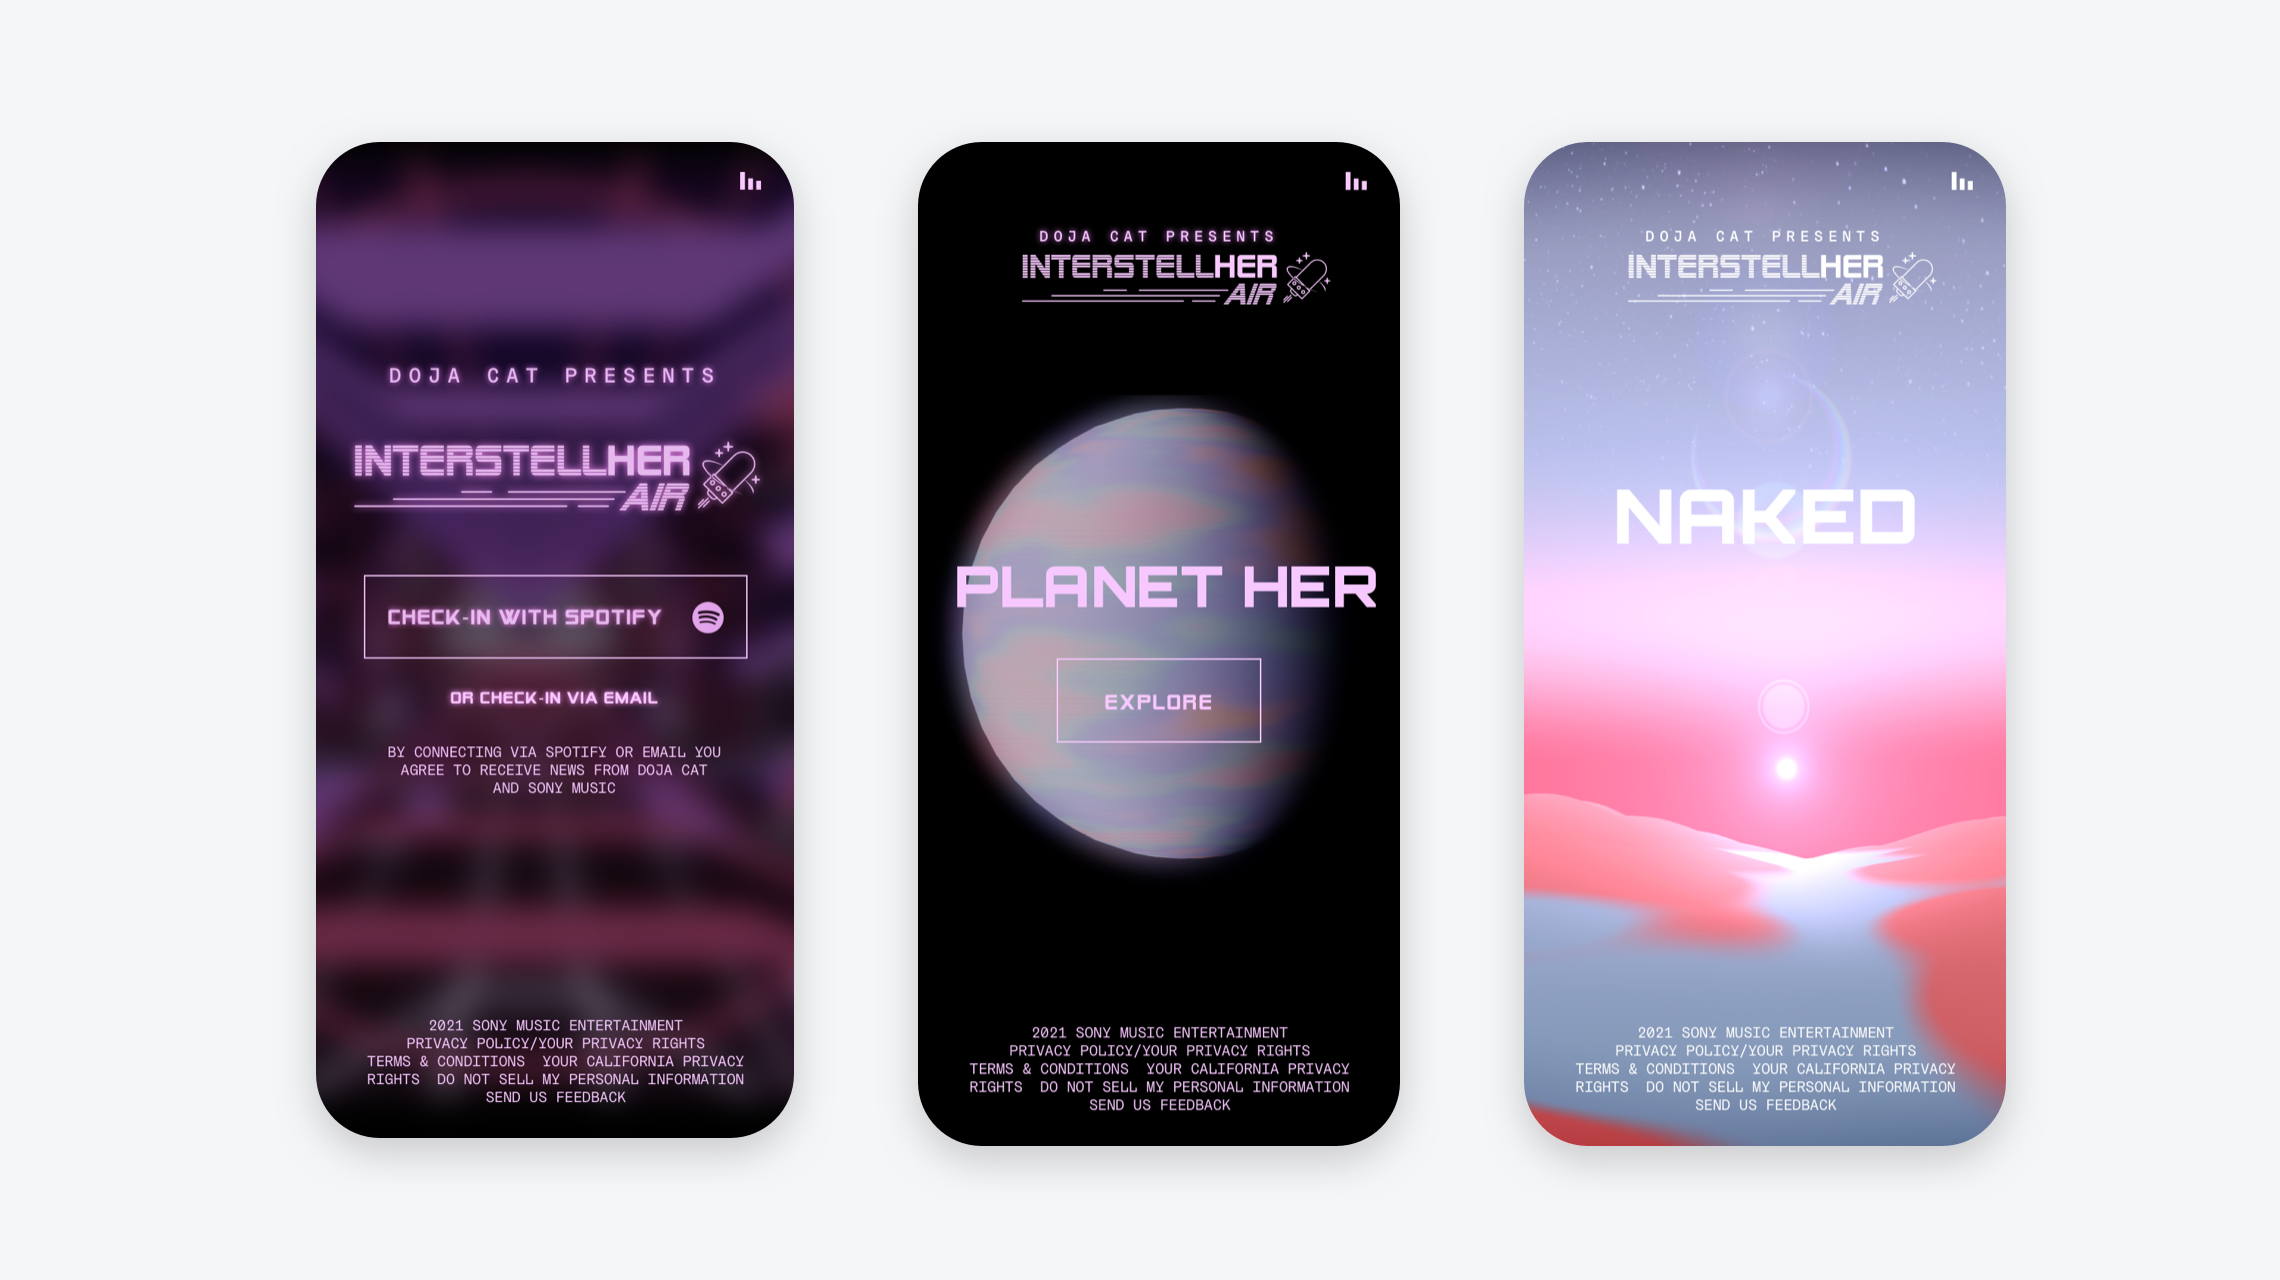 DOJA CAT PRESENTS
INTERSTELLHER
AIR
CHECK-IN WITH SPOTIFY
OR CHECK-IN VIA EMAIL
BY CONNECTING VIA SPOTIFY OR EMAIL YOU
AGREE TO RECEIVE NEWS FROM DOJA CAT
AND SONY MUSIC
2021 SONY MUSIC ENTERTAINMENT
PRIVACY POLICY/YOUR PRIVACY RIGHTS
TERMS & CONDITIONS  YOUR CALIFORNIA PRIVACY
RIGHTS  DO NOT SELL MY PERSONAL INFORMATION
SEND US FEEDBACK
DOJA CAT PRESENTS
INTERSTELLHER
AIR
PLANET HER
EXPLORE
2021 SONY MUSIC ENTERTAINMENT
PRIVACY POLICY/YOUR PRIVACY RIGHTS
TERMS & CONDITIONS  YOUR CALIFORNIA PRIVACY
RIGHTS  DO NOT SELL MY PERSONAL INFORMATION
SEND US FEEDBACK
DOJA CAT PRESENTS
INTERSTELLHER
AIR
NAKED
2021 SONY MUSIC ENTERTAINMENT
PRIVACY POLICY/YOUR PRIVACY RIGHTS
TERMS & CONDITIONS  YOUR CALIFORNIA PRIVACY
RIGHTS  DO NOT SELL MY PERSONAL INFORMATION
SEND US FEEDBACK